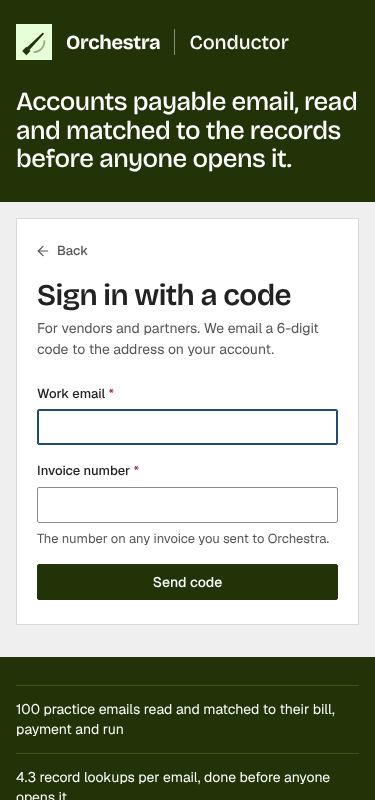 Orchestra
Conductor
Accounts payable email, read
and matched to the records
before anyone opens it.
Back
Sign in with a code
For vendors and partners. We email a 6-digit
code to the address on your account.
Work email *
Invoice number *
The number on any invoice you sent to Orchestra.
Send code
100 practice emails read and matched to their bill,
payment and run
4.3 record lookups per email, done before anyone
opens it